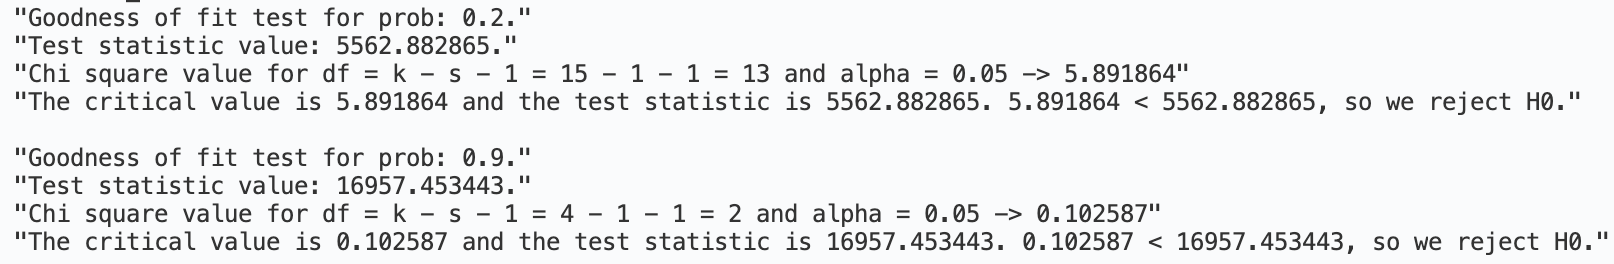 "Goodness of fit test for prob: 0.2."
"Test statistic value: 5562.882865."
"Chi square value for df = k - s - 1 = 15 - 1 - 1 = 13 and alpha = 0.05 -> 5.891864"
"The critical value is 5.891864 and the test statistic is 5562.882865. 5.891864 < 5562.882865, so we reject H0."
"Goodness of fit test for prob: 0.9."
"Test statistic value: 16957.453443."
"Chi square value for df = k - s - 1 = 4 - 1 - 1 = 2 and alpha = 0.05 -> 0.102587"
"The critical value is 0.102587 and the test statistic is 16957.453443. 0.102587 < 16957.453443, so we reject H0."